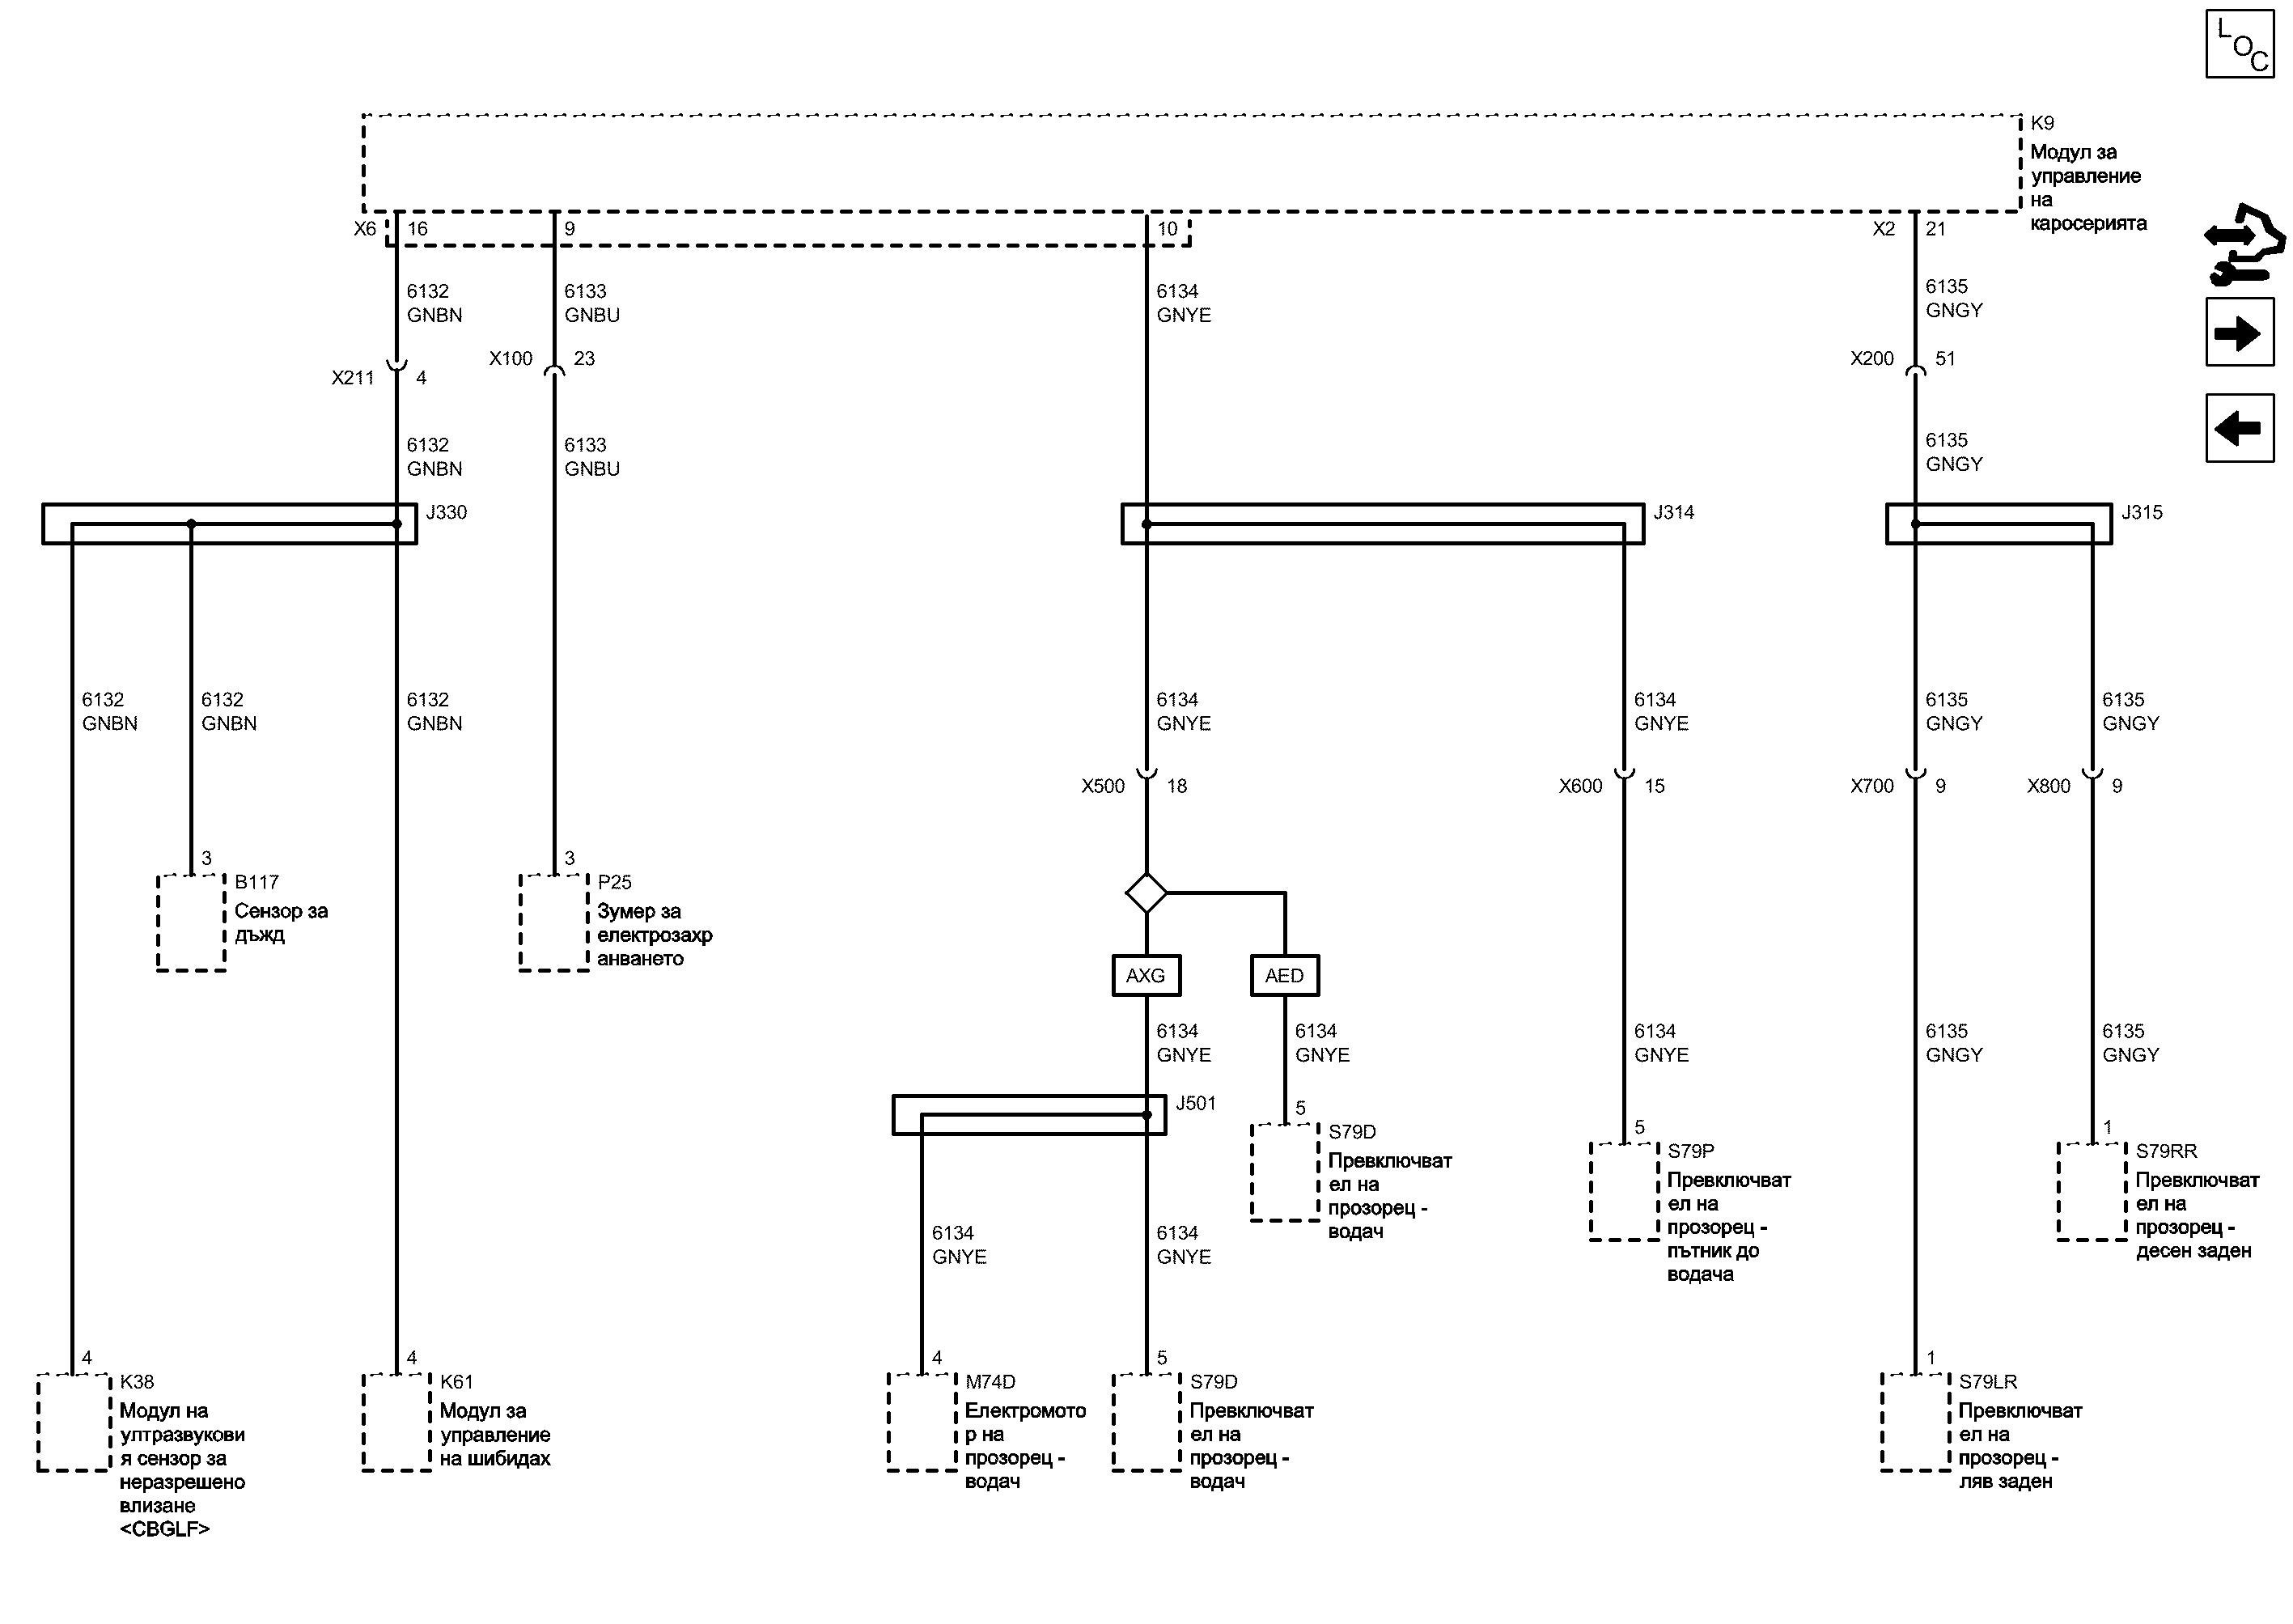 LOC
K9
Модул за
управление
на
каросерията
X6
16
9
10
X2
21
6132
GNBN
6133
GNBU
6134
GNYE
6135
GNGY
X211
4
X100
23
X200
51
6132
GNBN
6133
GNBU
6135
GNGY
J330
J314
J315
6132
GNBN
6132
GNBN
6132
GNBN
6134
GNYE
6134
GNYE
6135
GNGY
6135
GNGY
X500
18
X600
15
X700
9
X800
9
3
B117
Сензор за
дъжд
3
P25
Зумер за
електрозахр
анването
AXG
AED
6134
GNYE
6134
GNYE
6134
GNYE
6135
GNGY
6135
GNGY
J501
5
S79D
Превключват
ел на
прозорец -
водач
5
S79P
Превключват
ел на
прозорец -
пътник до
водача
1
S79RR
Превключват
ел на
прозорец -
десен заден
6134
GNYE
6134
GNYE
4
K38
Модул на
ултразвукови
я сензор за
неразрешено
влизане
<CBGLF>
4
K61
Модул за
управление
на шибидах
4
M74D
Електромото
р на
прозорец -
водач
5
S79D
Превключват
ел на
прозорец -
водач
1
S79LR
Превключват
ел на
прозорец -
ляв заден